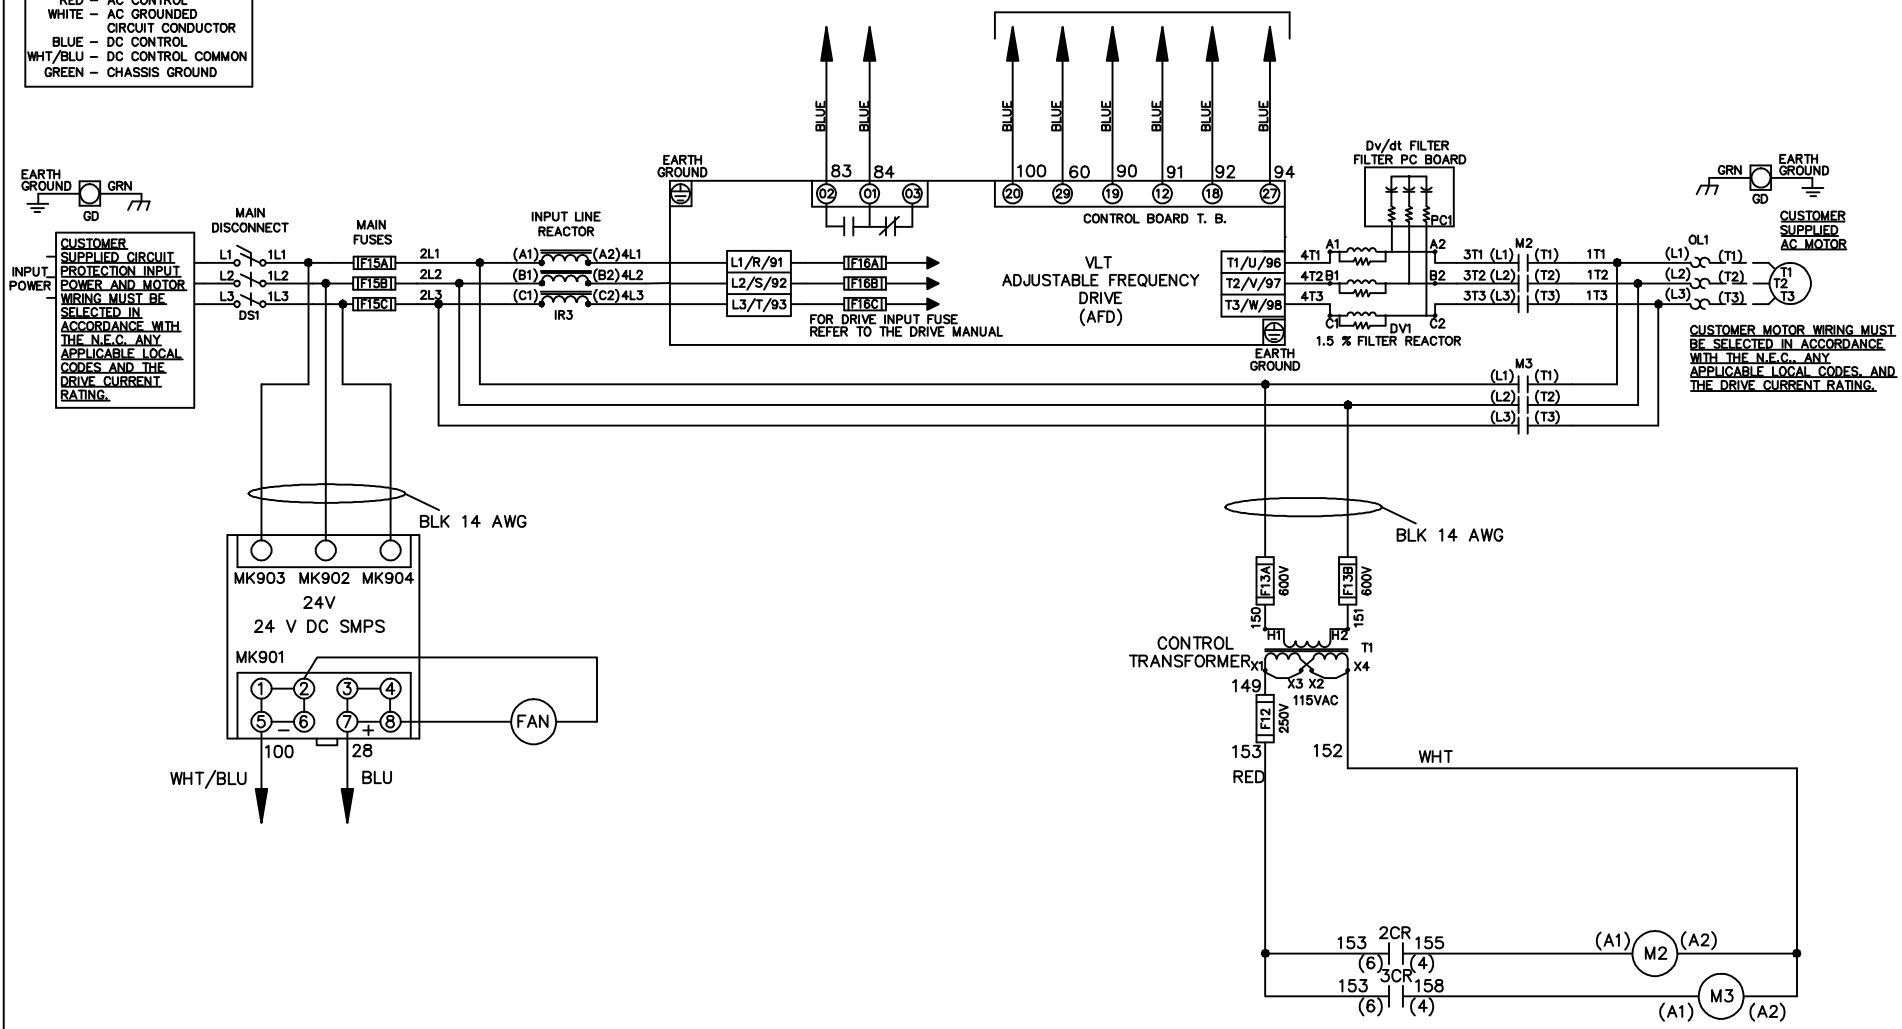 RED – AC CONTROL
WHITE – AC GROUNDED
CIRCUIT CONDUCTOR
BLUE – DC CONTROL
WHT/BLU – DC CONTROL COMMON
GREEN – CHASSIS GROUND
BLUE
BLUE
BLUE
BLUE
BLUE
BLUE
BLUE
BLUE
EARTH
GROUND
GRN
GD
EARTH
GROUND
83
84
02
01
03
100
60
90
91
92
94
20
29
19
12
18
27
CONTROL BOARD T. B.
Dv/dt FILTER
FILTER PC BOARD
PC1
GRN
EARTH
GROUND
GD
CUSTOMER
SUPPLIED
AC MOTOR
INPUT
POWER
CUSTOMER
SUPPLIED CIRCUIT
PROTECTION INPUT
POWER AND MOTOR
WIRING MUST BE
SELECTED IN
ACCORDANCE WITH
THE N.E.C. ANY
APPLICABLE LOCAL
CODES AND THE
DRIVE CURRENT
RATING.
MAIN
DISCONNECT
L1 1L1
L2 1L2
L3 1L3
DS1
MAIN
FUSES
F15A
F15B
F15C
2L1
2L2
2L3
INPUT LINE
REACTOR
(A1) (A2) 4L1
(B1) (B2) 4L2
(C1) (C2) 4L3
IR3
L1/R/91
L2/S/92
L3/T/93
F16A
F16B
F16C
FOR DRIVE INPUT FUSE
REFER TO THE DRIVE MANUAL
VLT
ADJUSTABLE FREQUENCY
DRIVE
(AFD)
T1/U/96
T2/V/97
T3/W/98
EARTH
GROUND
4T1 A1 A2
4T2 B1 B2
4T3
C1 C2
DV1
1.5 % FILTER REACTOR
M2
3T1 (L1) (T1) 1T1
3T2 (L2) (T2) 1T2
3T3 (L3) (T3) 1T3
OL1
(L1) (T1)
(L2) (T2)
(L3) (T3)
T1
T2
T3
CUSTOMER MOTOR WIRING MUST
BE SELECTED IN ACCORDANCE
WITH THE N.E.C., ANY
APPLICABLE LOCAL CODES, AND
THE DRIVE CURRENT RATING.
M3
(L1) (T1)
(L2) (T2)
(L3) (T3)
BLK 14 AWG
MK903 MK902 MK904
24V
24 V DC SMPS
MK901
1 2 3 4
5 – 6 7 + 8
FAN
100
28
WHT/BLU
BLU
BLK 14 AWG
F13A
600V
F13B
600V
150
151
H1 H2
T1
CONTROL
TRANSFORMER
X1 X4
X3 X2
115VAC
149
F12
250V
153
RED
152
WHT
2CR
153 155
(6) (4)
(A1) M2 (A2)
3CR
153 158
(6) (4)
(A1) M3 (A2)